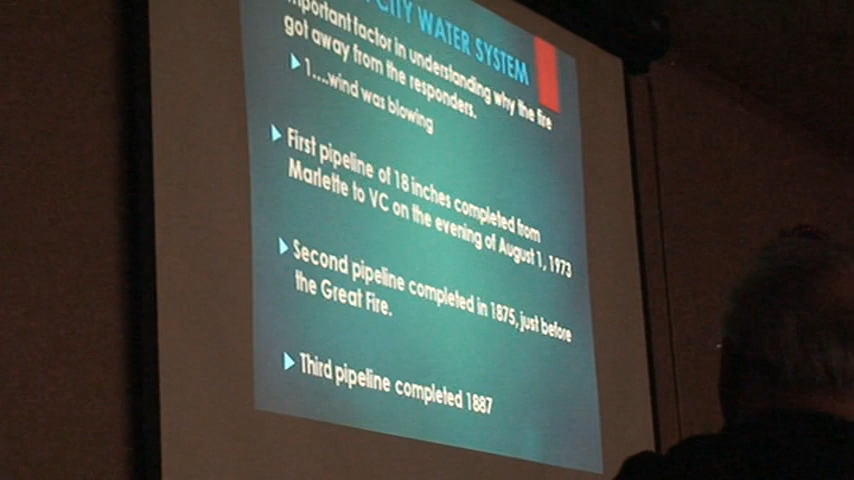 CITY WATER SYSTEM
important factor in understanding why the fire
got away from the responders.
1....wind was blowing
First pipeline of 18 inches completed from
Marlette to VC on the evening of August 1, 1973
Second pipeline completed in 1875, just before
the Great Fire.
Third pipeline completed 1887